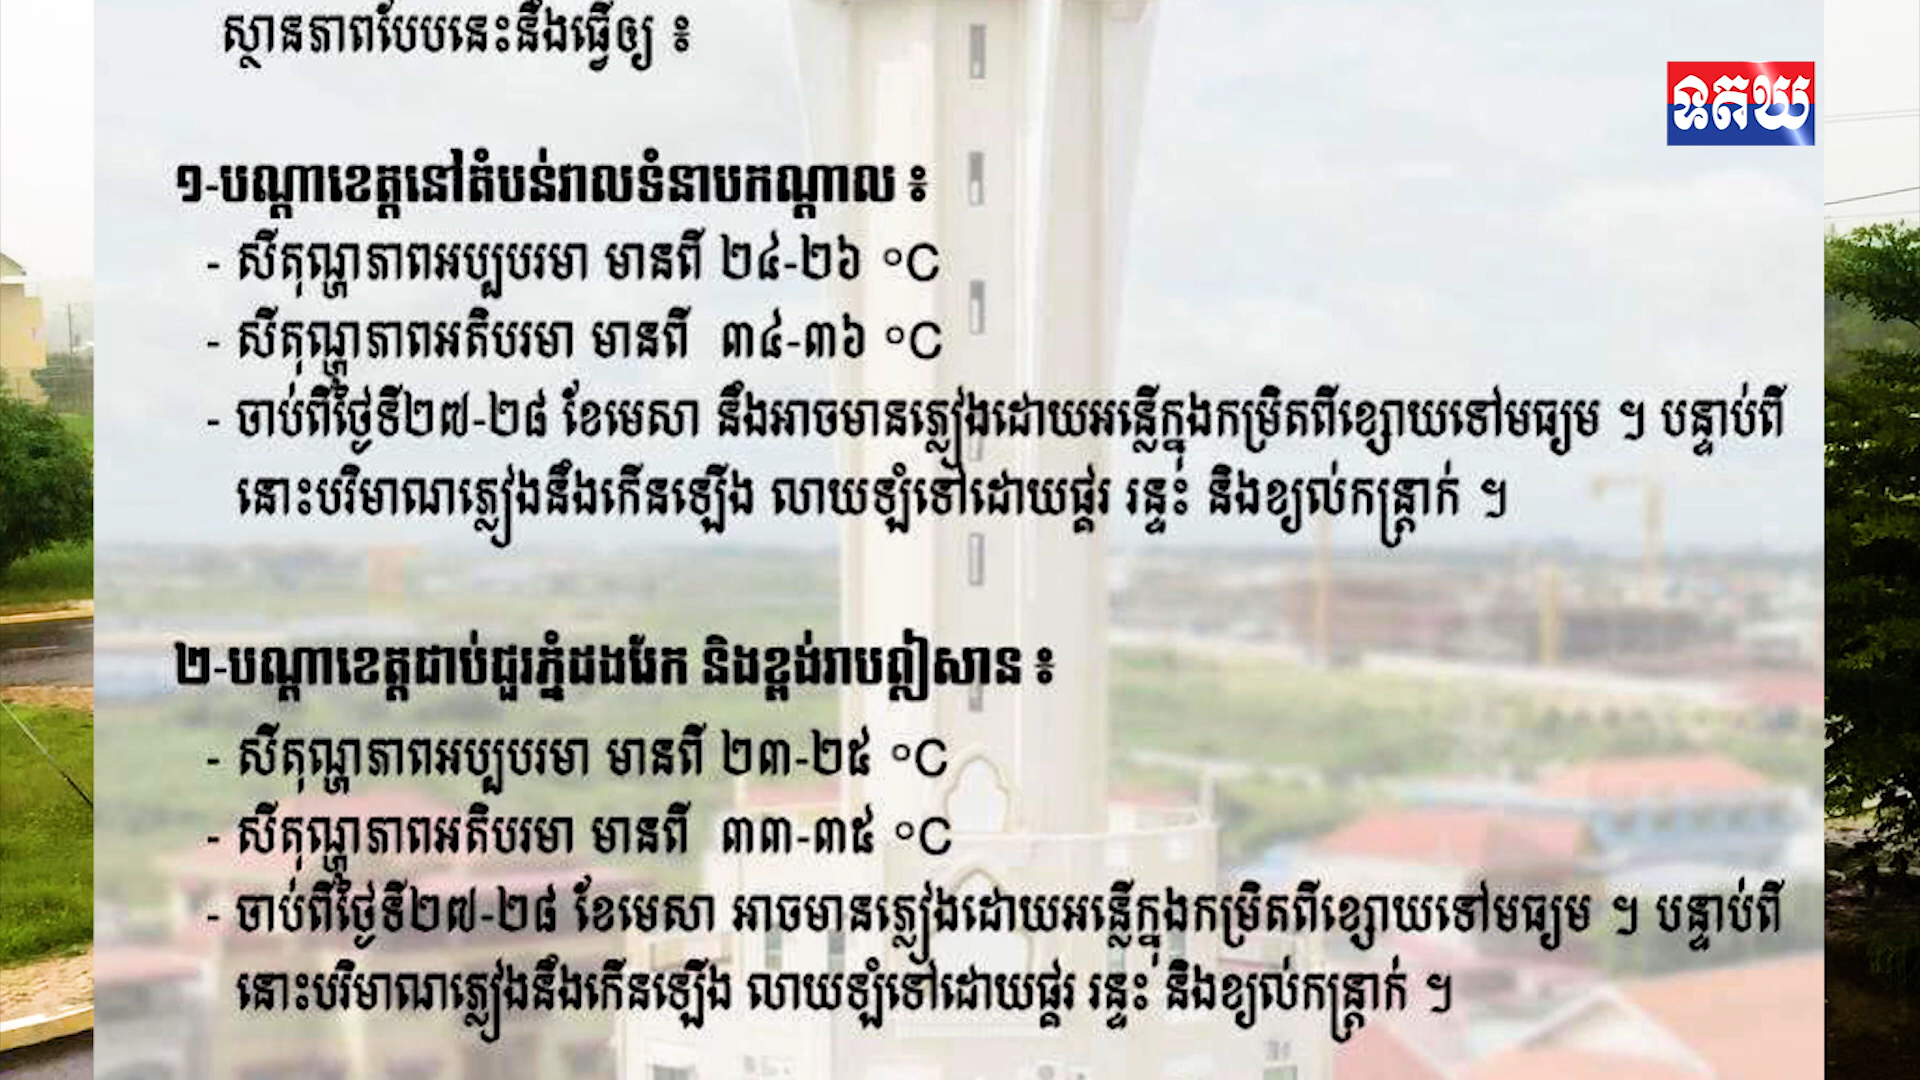 ស្ថានភាពបែបនេះនឹងធ្វើឲ្យ ៖
ទគយ
១-បណ្តាខេត្តនៅតំបន់វាលទំនាបកណ្តាល ៖
- សីតុណ្ហភាពអប្បបរមា មានពី ២៤-២៦ °C
- សីតុណ្ហភាពអតិបរមា មានពី ៣៤-៣៦ °C
- ចាប់ពីថ្ងៃទី២៧-២៨ ខែមេសា នឹងអាចមានភ្លៀងដោយអន្លើក្នុងកម្រិតពីខ្សោយទៅមធ្យម ។ បន្ទាប់ពី
នោះបរិមាណភ្លៀងនឹងកើនឡើង លាយឡំទៅដោយផ្គរ រន្ទះ និងខ្យល់កន្ត្រាក់ ។
២-បណ្តាខេត្តជាប់ជួរភ្នំដងរែក និងខ្ពង់រាបឦសាន ៖
- សីតុណ្ហភាពអប្បបរមា មានពី ២៣-២៥ °C
- សីតុណ្ហភាពអតិបរមា មានពី ៣៣-៣៥ °C
- ចាប់ពីថ្ងៃទី២៧-២៨ ខែមេសា អាចមានភ្លៀងដោយអន្លើក្នុងកម្រិតពីខ្សោយទៅមធ្យម ។ បន្ទាប់ពី
នោះបរិមាណភ្លៀងនឹងកើនឡើង លាយឡំទៅដោយផ្គរ រន្ទះ និងខ្យល់កន្ត្រាក់ ។